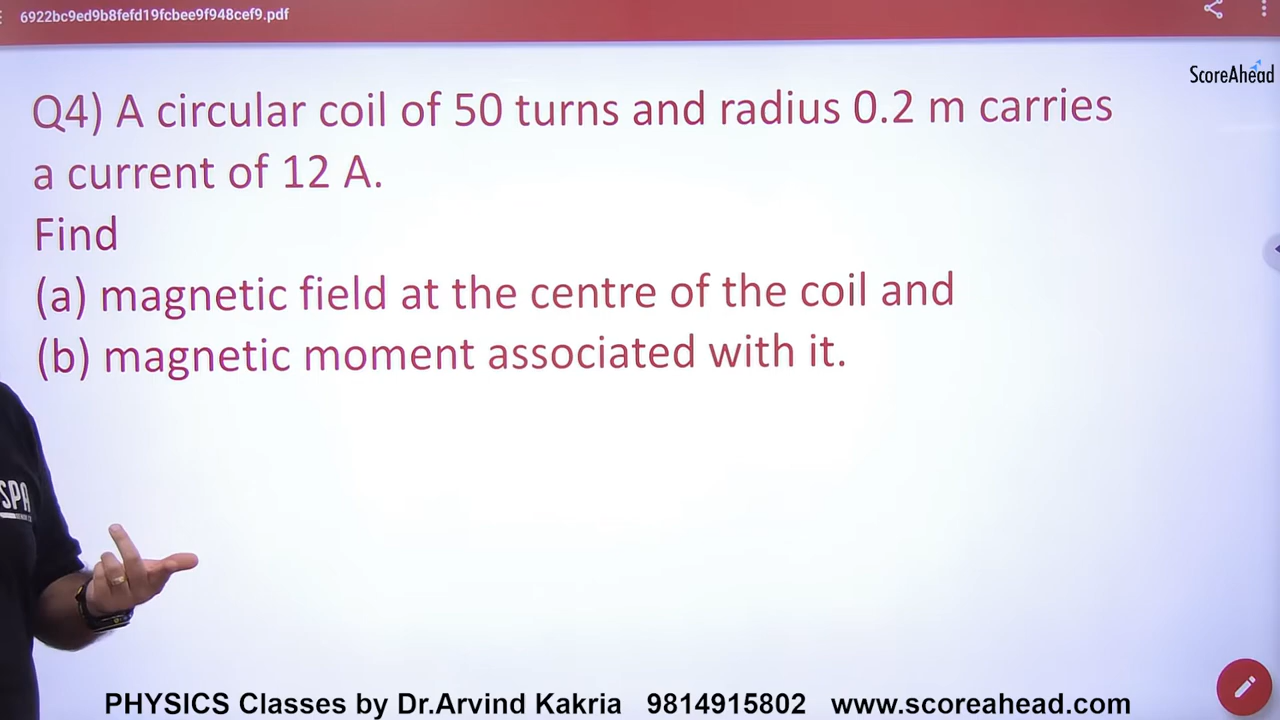 6922bc9ed9b8fefd19fcbee9f948cef9.pdf
ScoreAhead
Q4) A circular coil of 50 turns and radius 0.2 m carries
a current of 12 A.
Find
(a) magnetic field at the centre of the coil and
(b) magnetic moment associated with it.
SPA
PHYSICS Classes by Dr.Arvind Kakria 9814915802 www.scoreahead.com